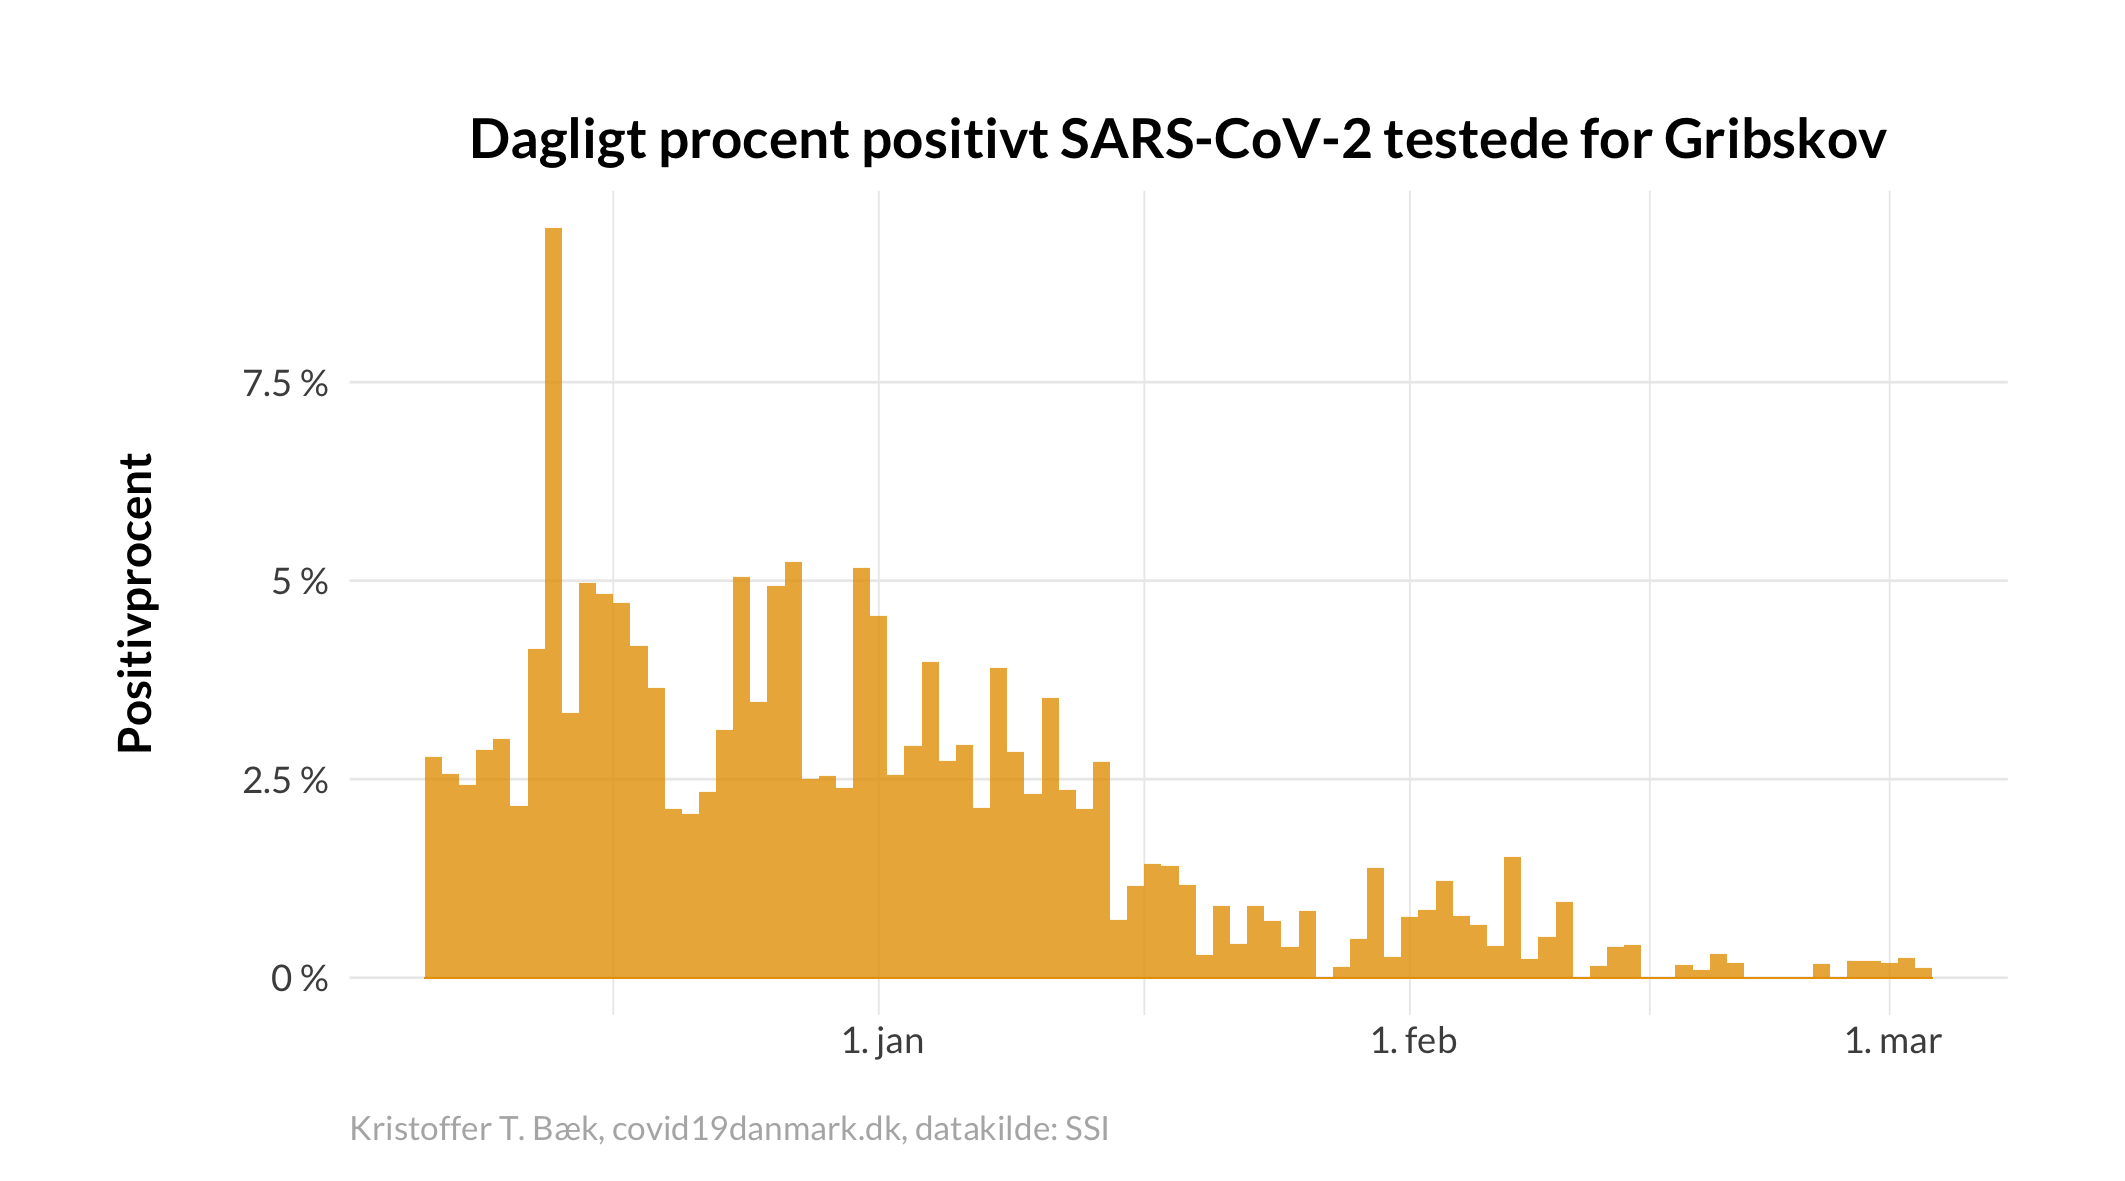 Dagligt procent positivt SARS-CoV-2 testede for Gribskov
Positivprocent
7.5 %
5 %
2.5 %
0 %
1. jan
1. feb
1. mar
Kristoffer T. Bæk, covid19danmark.dk, datakilde: SSI